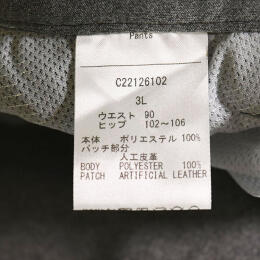 Pants
C22126102
3L
ウエスト 90
ヒップ 102～106
本体 ポリエステル 100%
パッチ部分
人工皮革
BODY POLYESTER 100%
PATCH ARTIFICIAL LEATHER